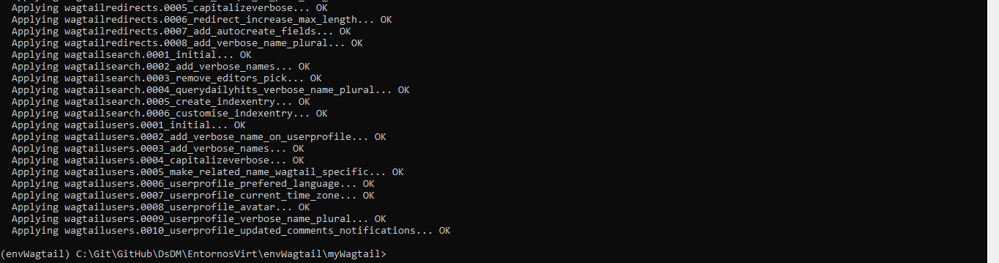 Applying wagtailredirects.0005_capitalizeverbose... OK
Applying wagtailredirects.0006_redirect_increase_max_length... OK
Applying wagtailredirects.0007_add_autocreate_fields... OK
Applying wagtailredirects.0008_add_verbose_name_plural... OK
Applying wagtailsearch.0001_initial... OK
Applying wagtailsearch.0002_add_verbose_names... OK
Applying wagtailsearch.0003_remove_editors_pick... OK
Applying wagtailsearch.0004_querydailyhits_verbose_name_plural... OK
Applying wagtailsearch.0005_create_indexentry... OK
Applying wagtailsearch.0006_customise_indexentry... OK
Applying wagtailusers.0001_initial... OK
Applying wagtailusers.0002_add_verbose_name_on_userprofile... OK
Applying wagtailusers.0003_add_verbose_names... OK
Applying wagtailusers.0004_capitalizeverbose... OK
Applying wagtailusers.0005_make_related_name_wagtail_specific... OK
Applying wagtailusers.0006_userprofile_prefered_language... OK
Applying wagtailusers.0007_userprofile_current_time_zone... OK
Applying wagtailusers.0008_userprofile_avatar... OK
Applying wagtailusers.0009_userprofile_verbose_name_plural... OK
Applying wagtailusers.0010_userprofile_updated_comments_notifications... OK
(envWagtail) C:\Git\GitHub\DsDM\EntornosVirt\envWagtail\myWagtail>